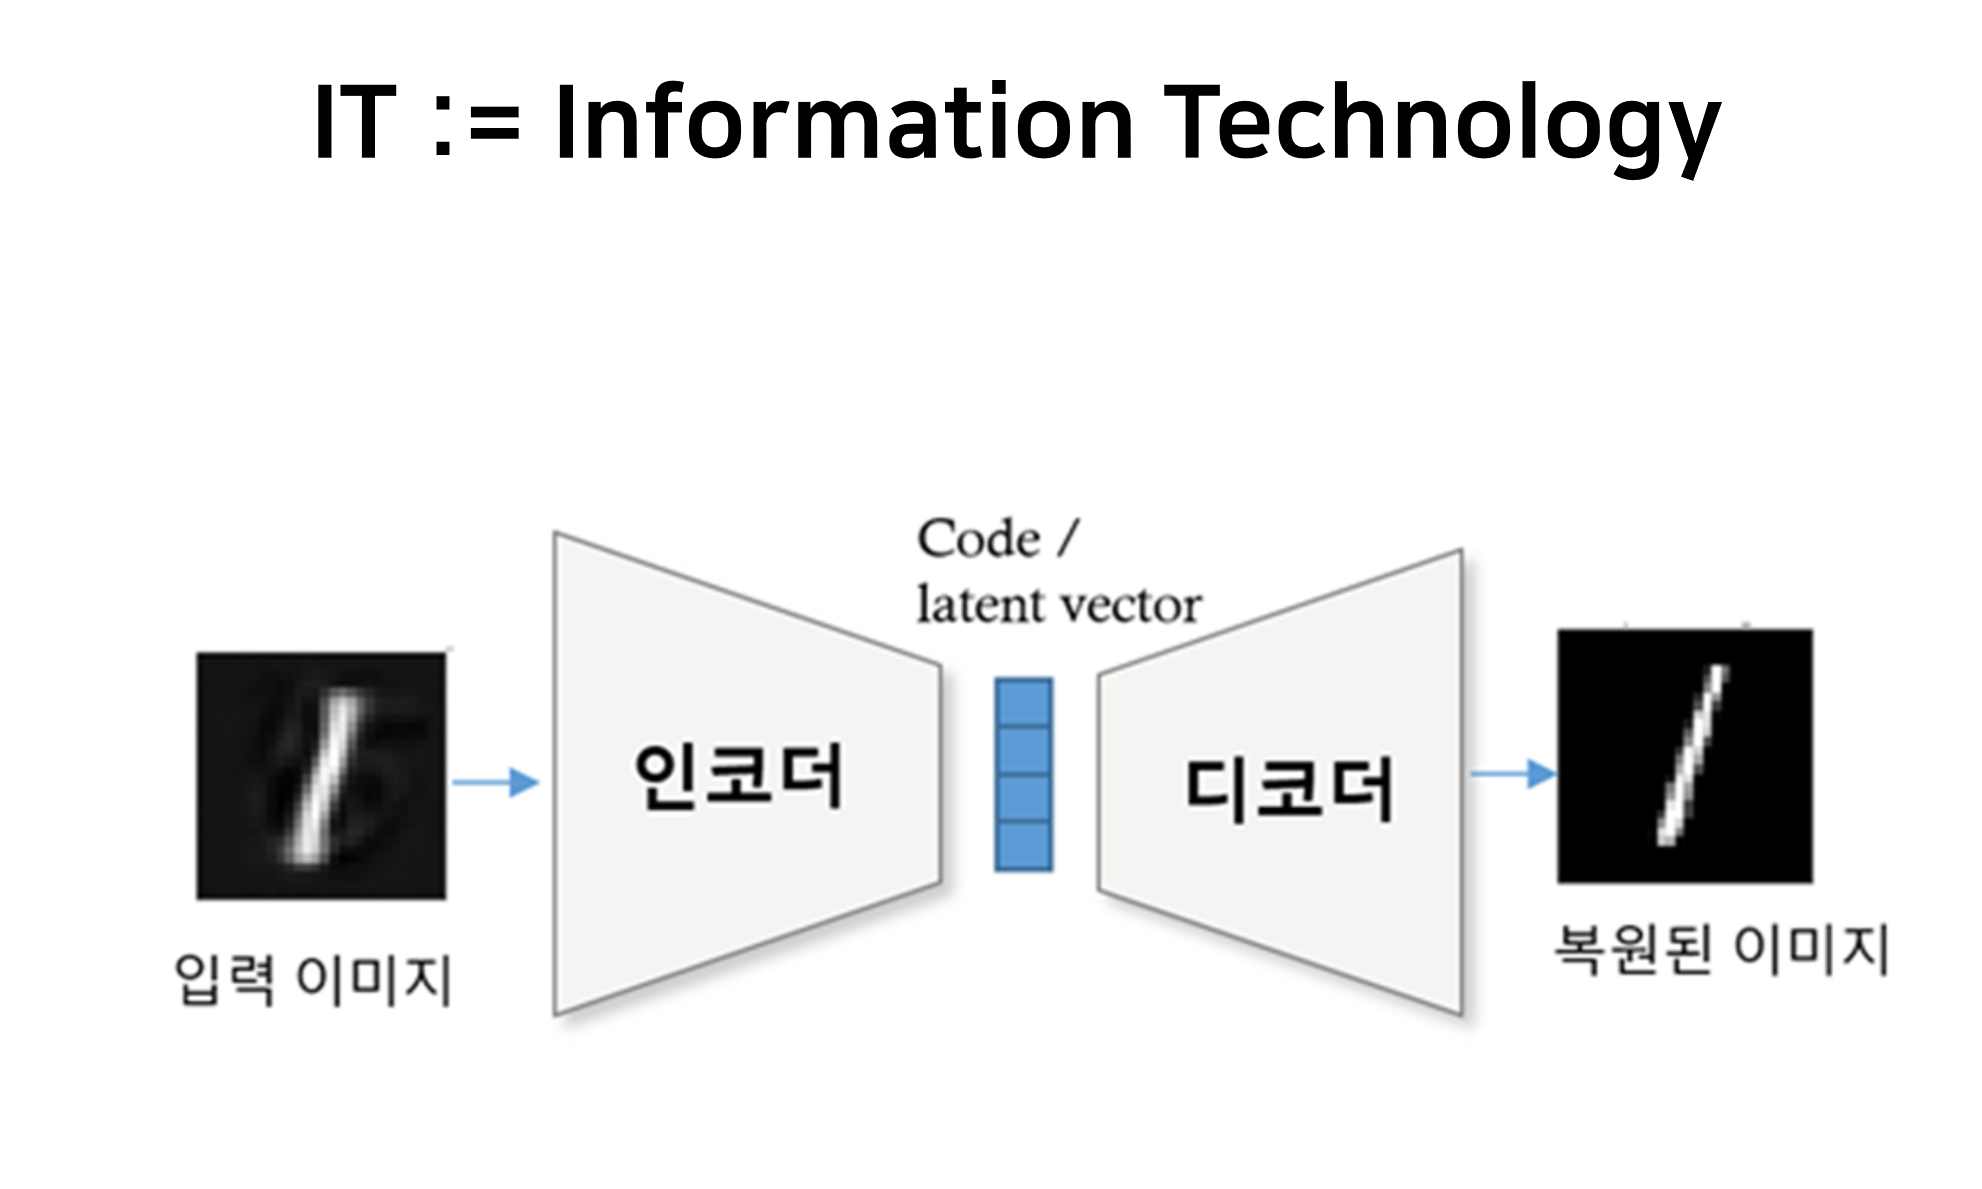 IT := Information Technology
Code /
latent vector
인코더
디코더
입력 이미지
복원된 이미지